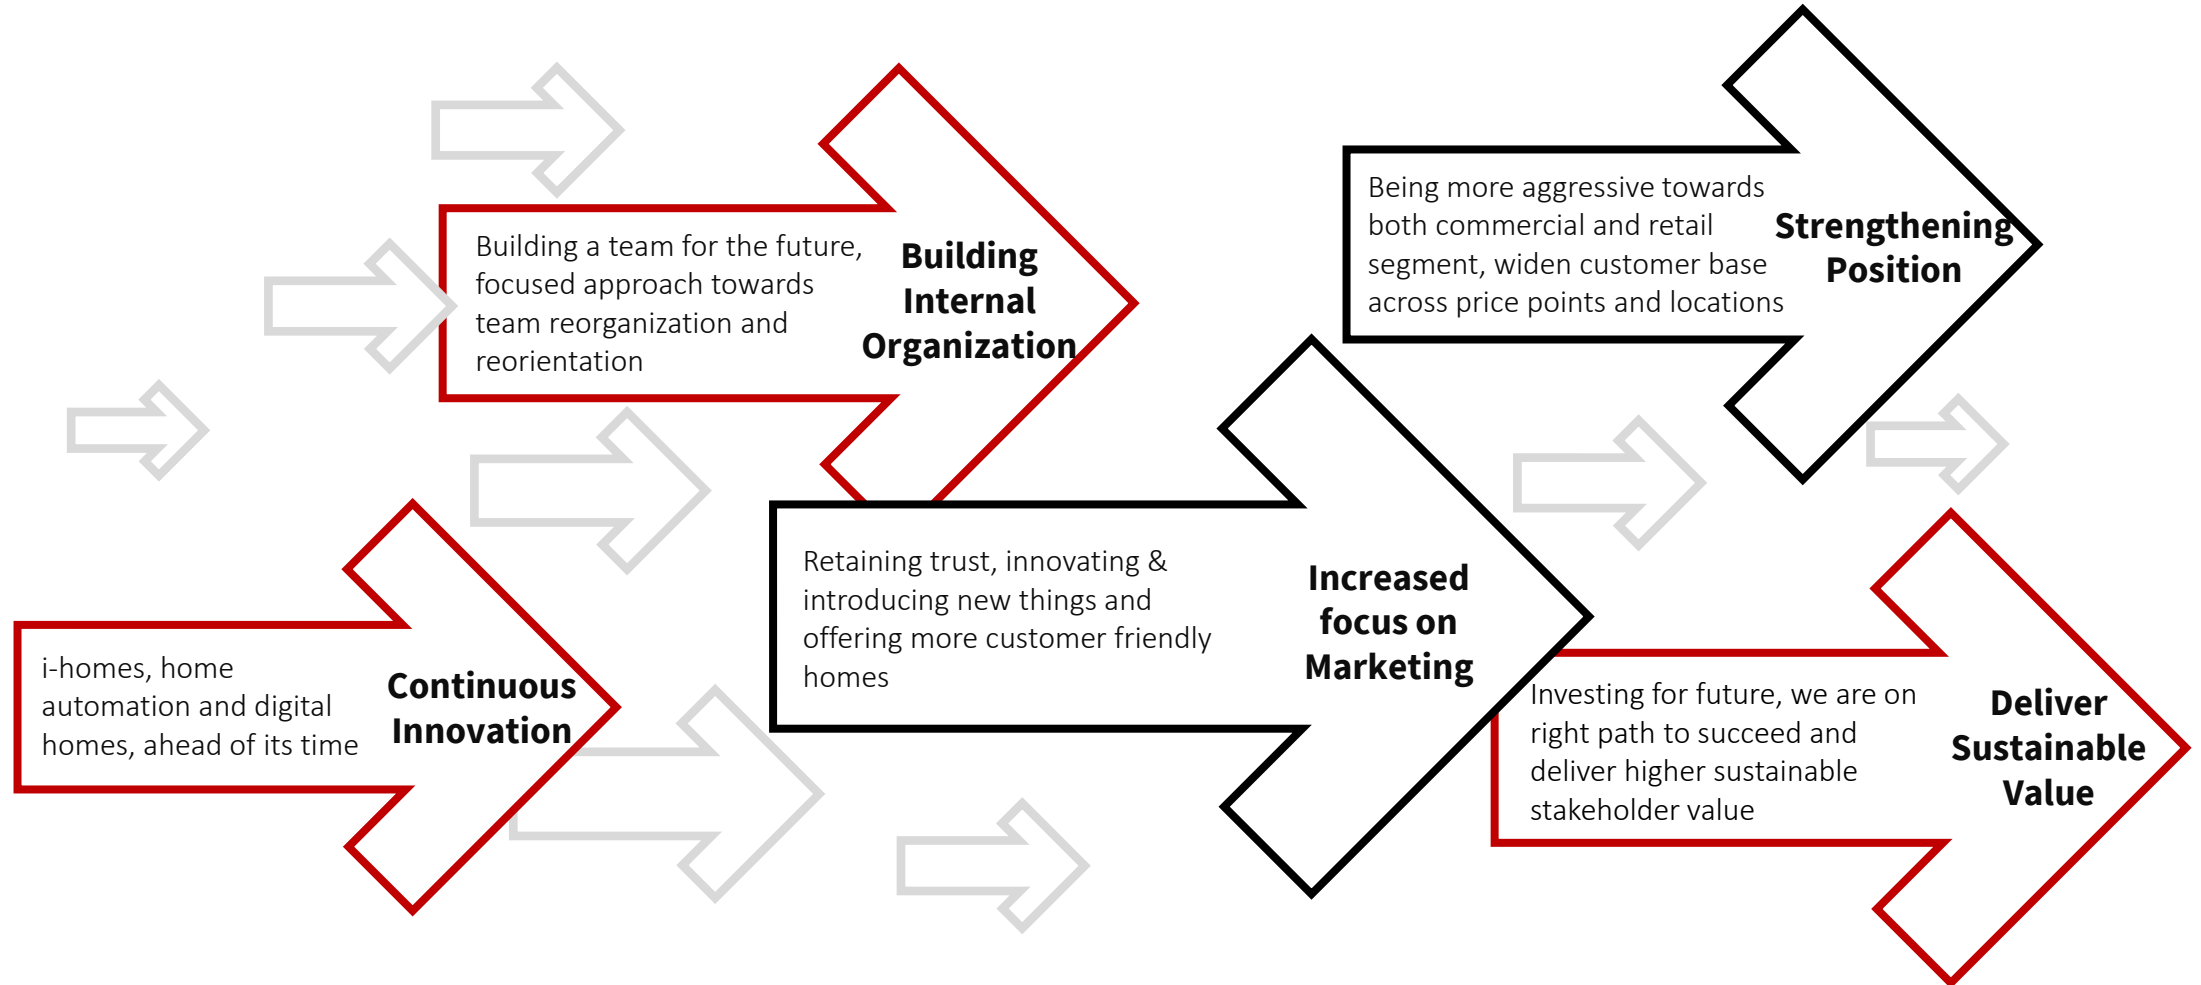 i-homes, home
automation and digital
homes, ahead of its time
Continuous
Innovation
Building a team for the future,
focused approach towards
team reorganization and
reorientation
Building
Internal
Organization
Retaining trust, innovating &
introducing new things and
offering more customer friendly
homes
Increased
focus on
Marketing
Being more aggressive towards
both commercial and retail
segment, widen customer base
across price points and locations
Strengthening
Position
Investing for future, we are on
right path to succeed and
deliver higher sustainable
stakeholder value
Deliver
Sustainable
Value